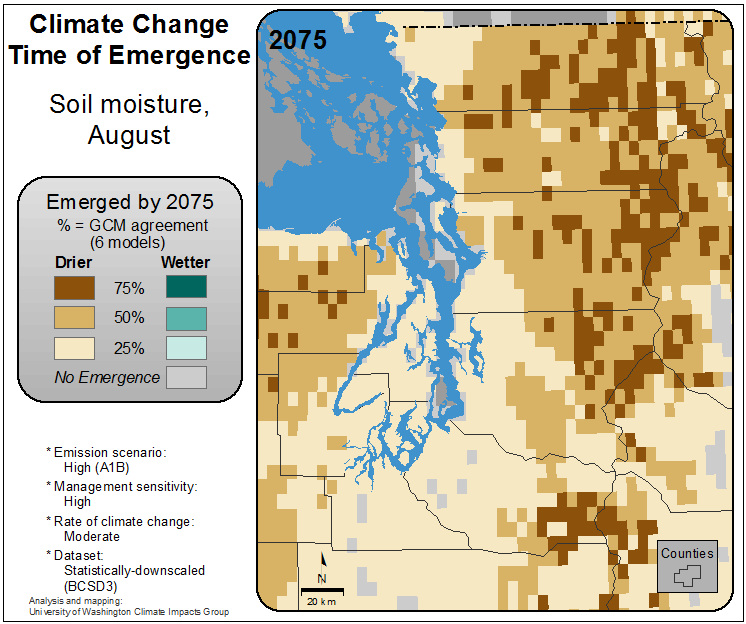 Climate Change
Time of Emergence
Soil moisture,
August
Emerged by 2075
% = GCM agreement
(6 models)
Drier Wetter
75%
50%
25%
No Emergence
* Emission scenario:
High (A1B)
* Management sensitivity:
High
* Rate of climate change:
Moderate
* Dataset:
Statistically-downscaled
(BCSD3)
Analysis and mapping:
University of Washington Climate Impacts Group
2075
N
20 km
Counties